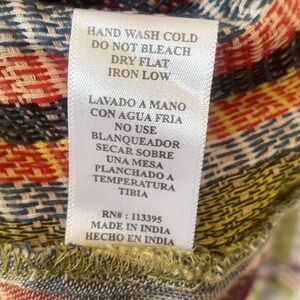 HAND WASH COLD
DO NOT BLEACH
DRY FLAT
IRON LOW
LAVADO A MANO
CON AGUA FRIA
NO USE
BLANQUEADOR
SECAR SOBRE
UNA MESA
PLANCHADO A
TEMPERATURA
TIBIA
RN# : 113395
MADE IN INDIA
HECHO EN INDIA